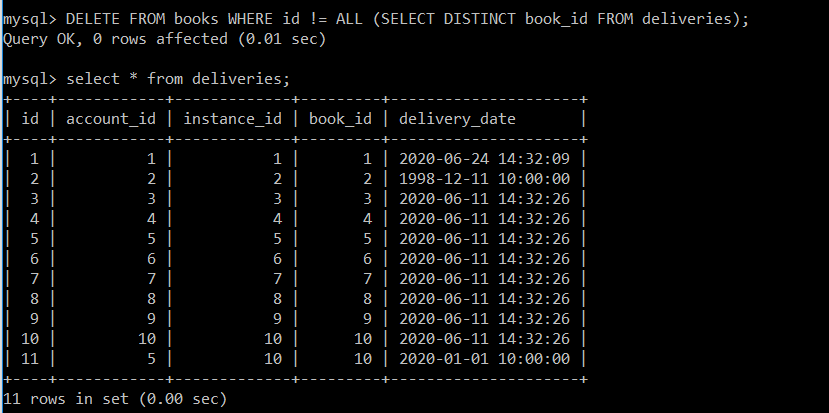 mysql> DELETE FROM books WHERE id != ALL (SELECT DISTINCT book_id FROM deliveries);
Query OK, 0 rows affected (0.01 sec)
mysql> select * from deliveries;
+----+------------+-------------+---------+---------------------+
| id | account_id | instance_id | book_id | delivery_date       |
+----+------------+-------------+---------+---------------------+
|  1 |          1 |           1 |       1 | 2020-06-24 14:32:09 |
|  2 |          2 |           2 |       2 | 1998-12-11 10:00:00 |
|  3 |          3 |           3 |       3 | 2020-06-11 14:32:26 |
|  4 |          4 |           4 |       4 | 2020-06-11 14:32:26 |
|  5 |          5 |           5 |       5 | 2020-06-11 14:32:26 |
|  6 |          6 |           6 |       6 | 2020-06-11 14:32:26 |
|  7 |          7 |           7 |       7 | 2020-06-11 14:32:26 |
|  8 |          8 |           8 |       8 | 2020-06-11 14:32:26 |
|  9 |          9 |           9 |       9 | 2020-06-11 14:32:26 |
| 10 |         10 |          10 |      10 | 2020-06-11 14:32:26 |
| 11 |          5 |          10 |      10 | 2020-01-01 10:00:00 |
+----+------------+-------------+---------+---------------------+
11 rows in set (0.00 sec)